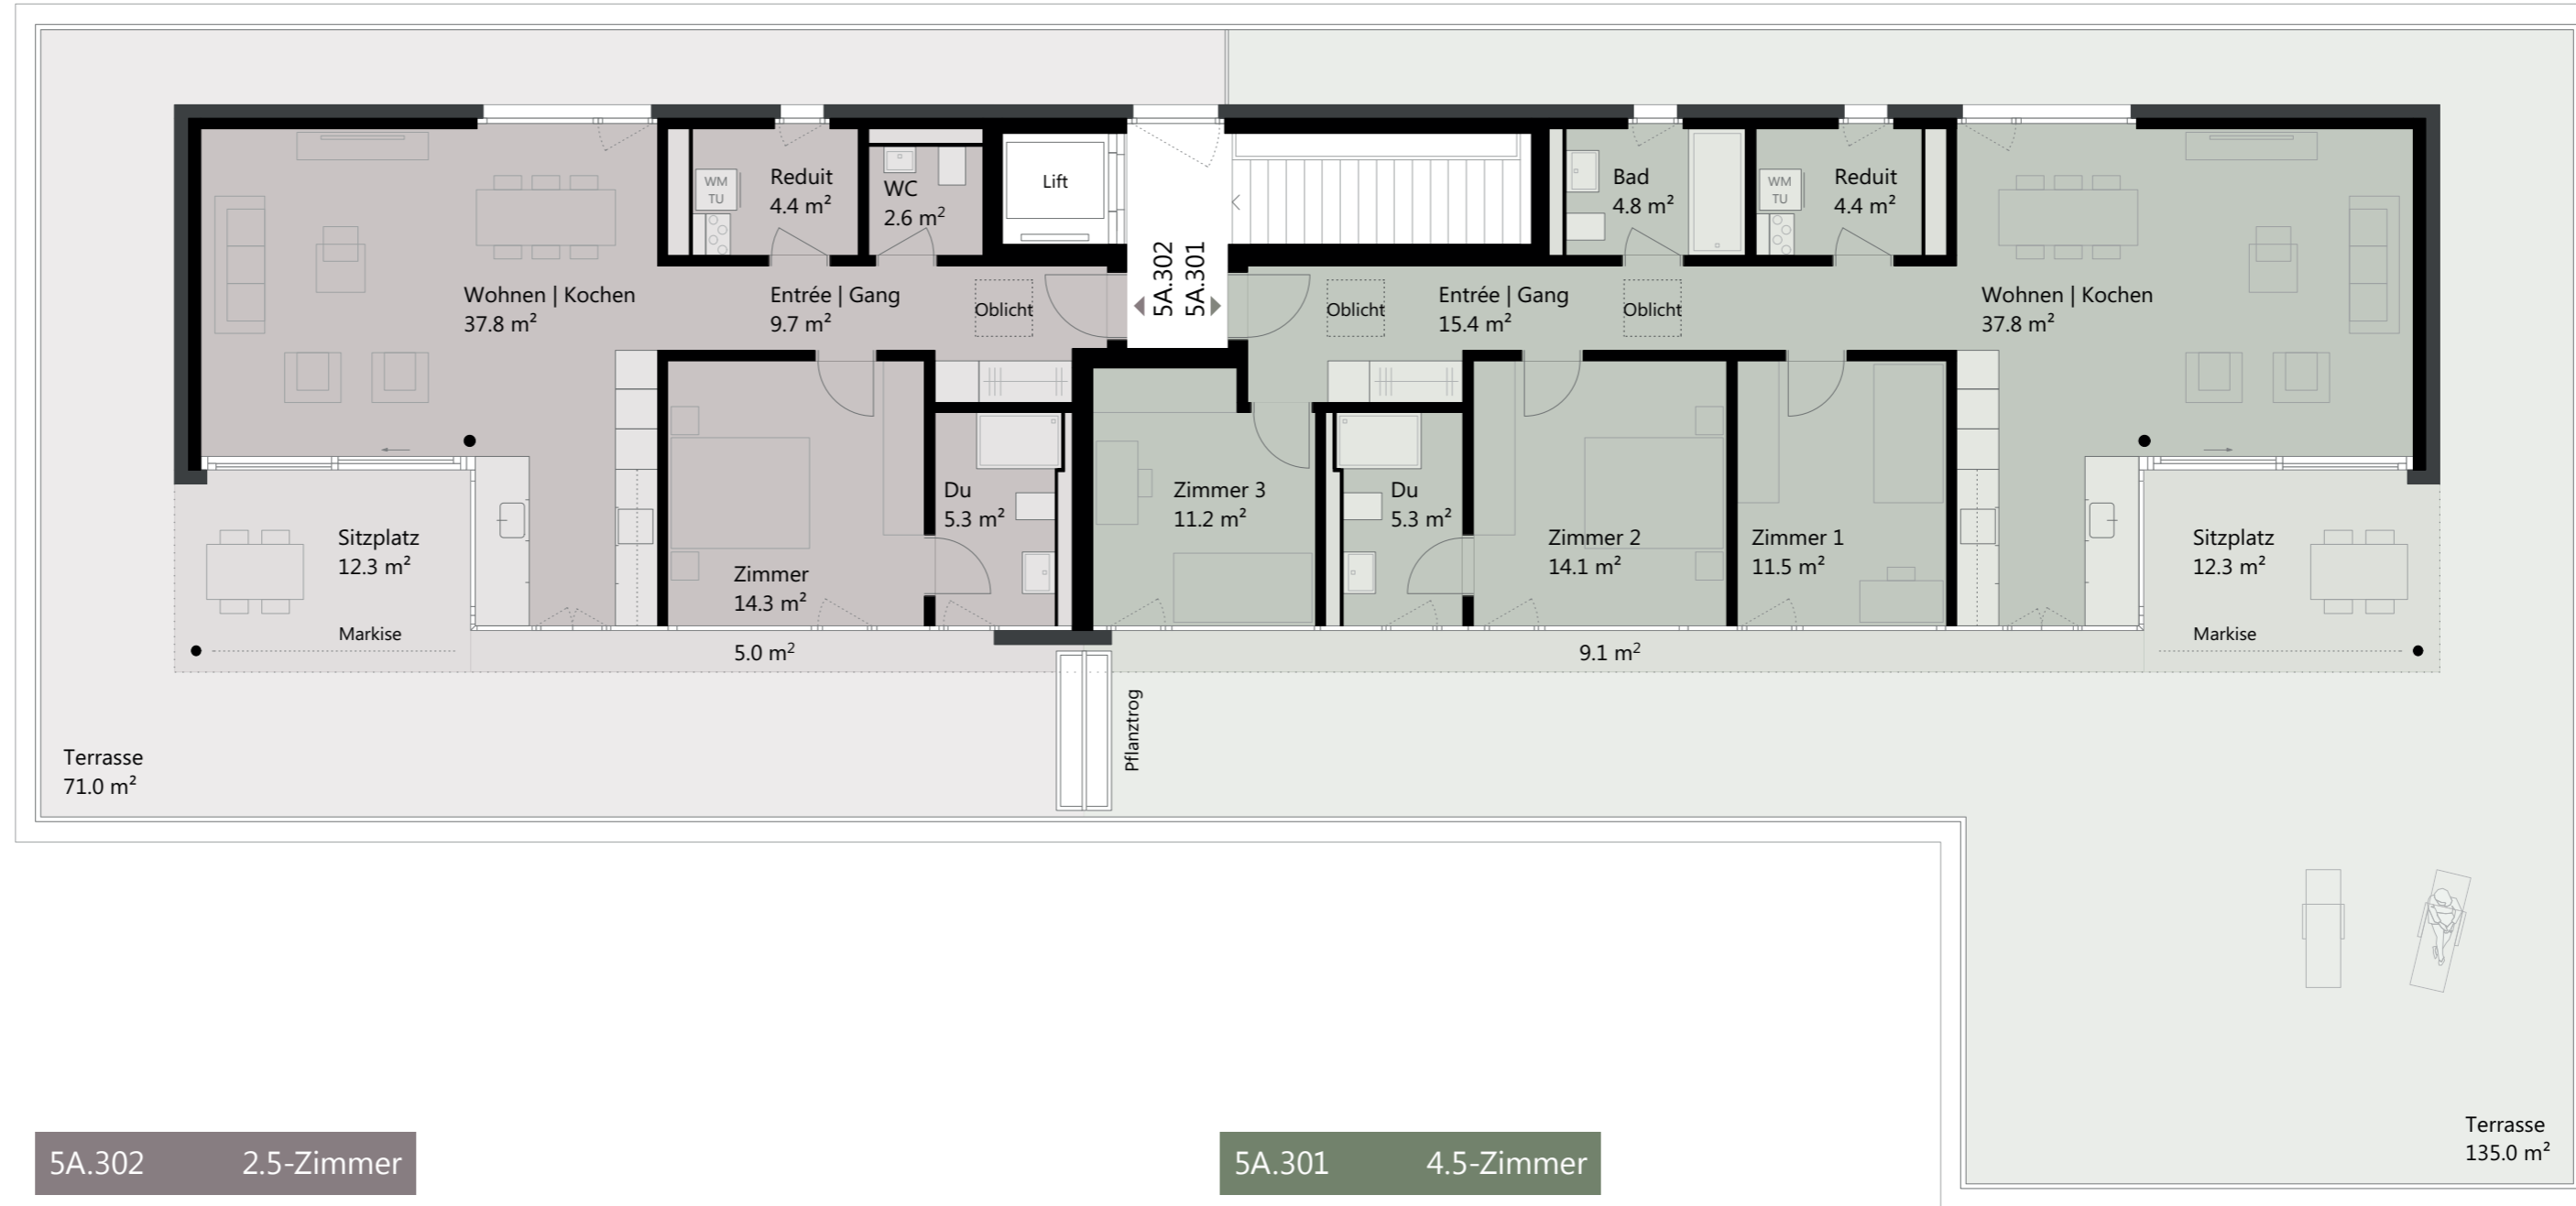 WM
TU
Reduit
4.4 m²
WC
2.6 m²
Lift
5A.302
5A.301
Bad
4.8 m²
WM
TU
Reduit
4.4 m²
Wohnen | Kochen
37.8 m²
Entrée | Gang
9.7 m²
Oblicht
Oblicht
Entrée | Gang
15.4 m²
Oblicht
Wohnen | Kochen
37.8 m²
Sitzplatz
12.3 m²
Markise
Zimmer
14.3 m²
Du
5.3 m²
Zimmer 3
11.2 m²
Du
5.3 m²
Zimmer 2
14.1 m²
Zimmer 1
11.5 m²
Sitzplatz
12.3 m²
Markise
5.0 m²
9.1 m²
Pflanztrog
Terrasse
71.0 m²
Terrasse
135.0 m²
5A.302 2.5-Zimmer
5A.301 4.5-Zimmer